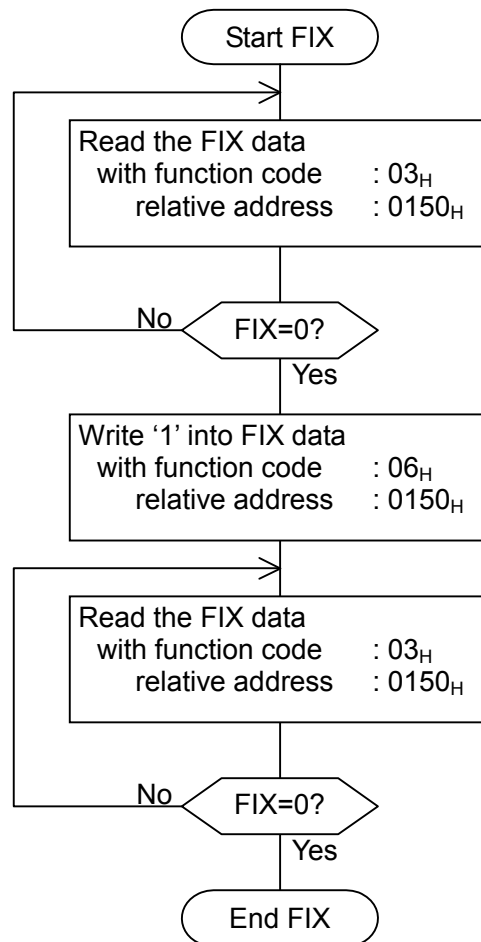 Start FIX
Read the FIX data
with function code : 03H
relative address : 0150H
No
FIX=0?
Yes
Write ‘1’ into FIX data
with function code : 06H
relative address : 0150H
Read the FIX data
with function code : 03H
relative address : 0150H
No
FIX=0?
Yes
End FIX